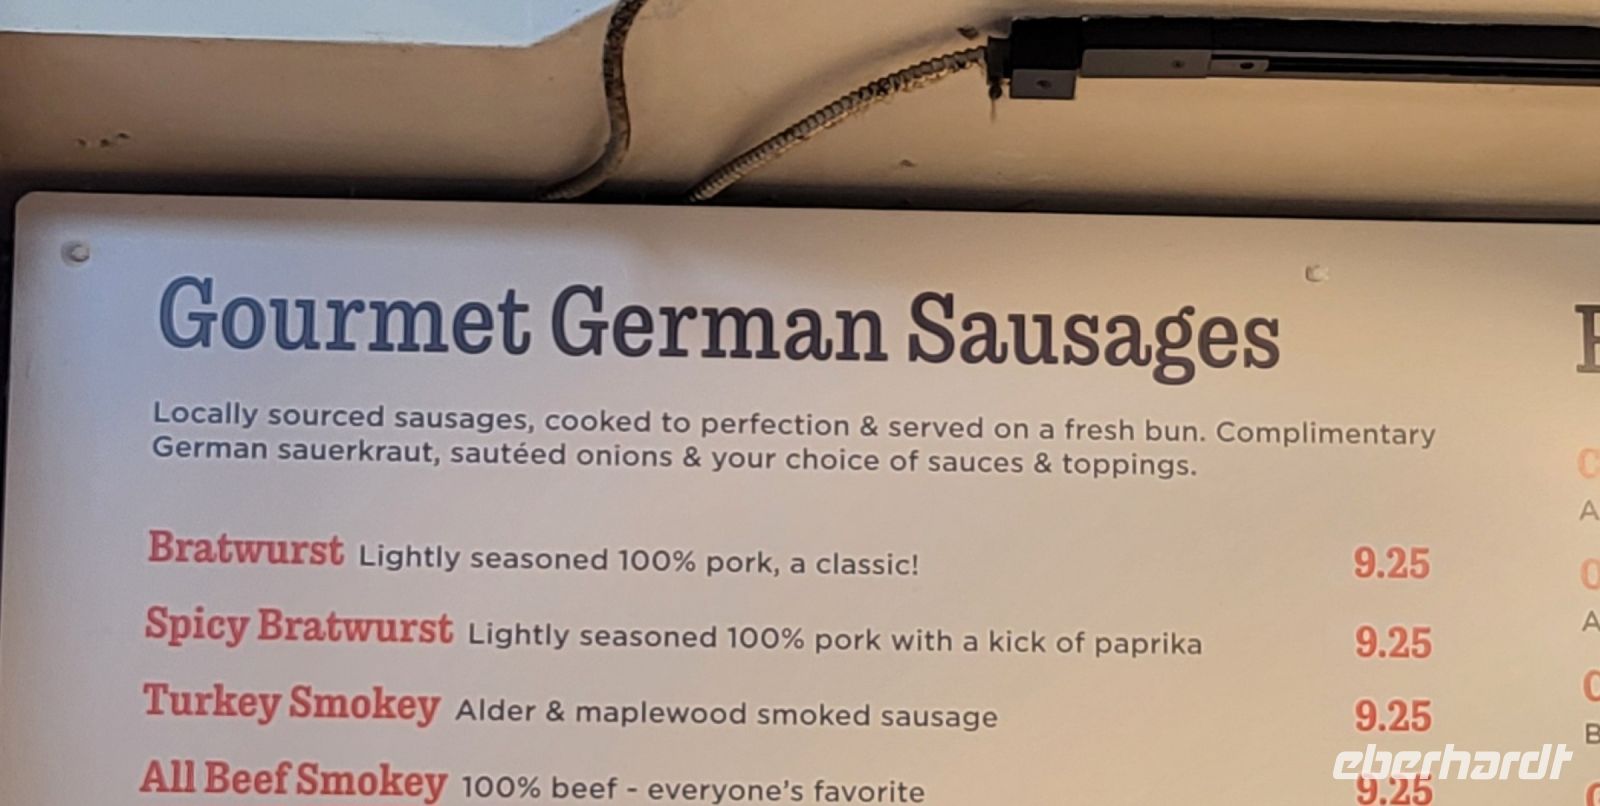 Gourmet German Sausages
Locally sourced sausages, cooked to perfection & served on a fresh bun. Complimentary
German sauerkraut, sautéed onions & your choice of sauces & toppings.
Bratwurst Lightly seasoned 100% pork, a classic! 9.25
Spicy Bratwurst Lightly seasoned 100% pork with a kick of paprika 9.25
Turkey Smokey Alder & maplewood smoked sausage 9.25
All Beef Smokey 100% beef - everyone's favorite 9.25
eberhardt